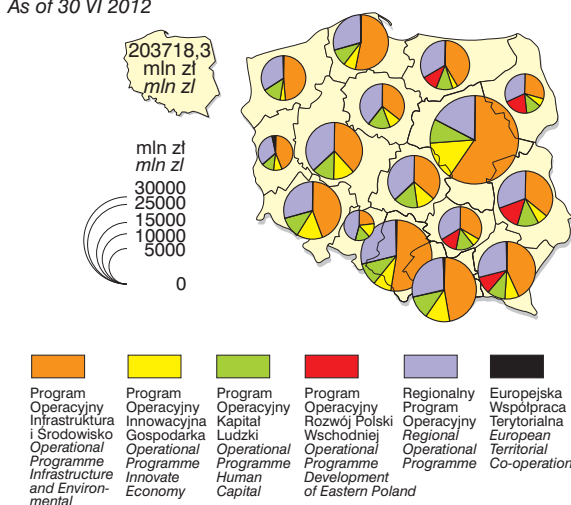 As of 30 VI 2012
203718,3
mln zł
mln zl
mln zł
mln zl
30000
25000
15000
10000
5000
0
Program
Operacyjny
Infrastruktura
i Środowisko
Operational
Programme
Infrastructure
and Environ-
mental
Program
Operacyjny
Innowacyjna
Gospodarka
Operational
Programme
Innovate
Economy
Program
Operacyjny
Kapitał
Ludzki
Operational
Programme
Human
Capital
Program
Operacyjny
Rozwój Polski
Wschodniej
Operational
Programme
Development
of Eastern Poland
Regionalny
Program
Operacyjny
Regional
Operational
Programme
Europejska
Współpraca
Terytorialna
European
Territorial
Co-operation